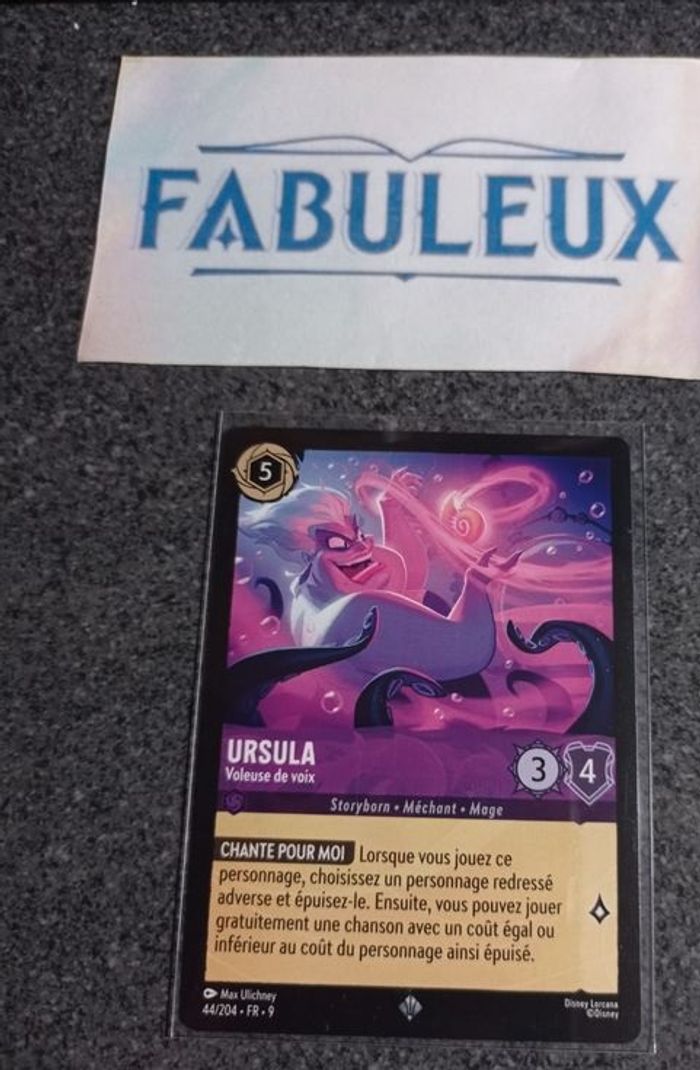 FABULEUX
5
URSULA
Voleuse de voix
3 4
Storyborn • Méchant • Mage
CHANTE POUR MOI Lorsque vous jouez ce
personnage, choisissez un personnage redressé
adverse et épuisez-le. Ensuite, vous pouvez jouer
gratuitement une chanson avec un coût égal ou
inférieur au coût du personnage ainsi épuisé.
Max Ulichney
44/204 • FR • 9
Disney Lorcana
©Disney